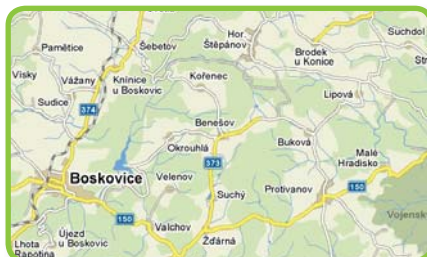 Pamětice
Šebetov
Hor.
Štěpánov
Suchdol
Brodek
u Konice
Vísky
Vážany
Knínice
u Boskovic
Kořenec
Lipová
Sudice
374
Benešov
Okrouhlá
373
Buková
Malé
Hradisko
Boskovice
Velenov
Suchý
Protivanov
150
150
Valchov
Žďárná
Újezd
u Boskovic
Lhota
Rapotina
Vojensk